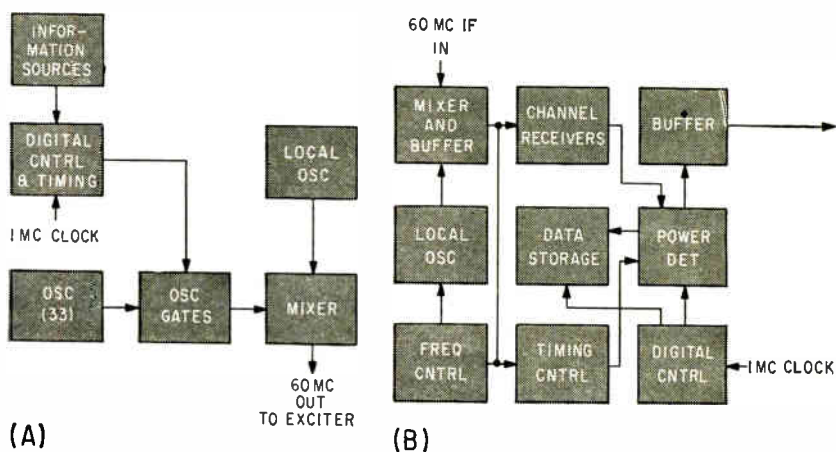 INFOR-
MATION
SOURCES
DIGITAL
CNTRL
& TIMING
1 MC CLOCK
LOCAL
OSC
OSC
(33)
OSC
GATES
MIXER
60 MC
OUT
TO EXCITER
(A)
60 MC IF
IN
MIXER
AND
BUFFER
CHANNEL
RECEIVERS
BUFFER
LOCAL
OSC
DATA
STORAGE
POWER
DET
FREQ
CNTRL
TIMING
CNTRL
DIGITAL
CNTRL
1 MC CLOCK
(B)